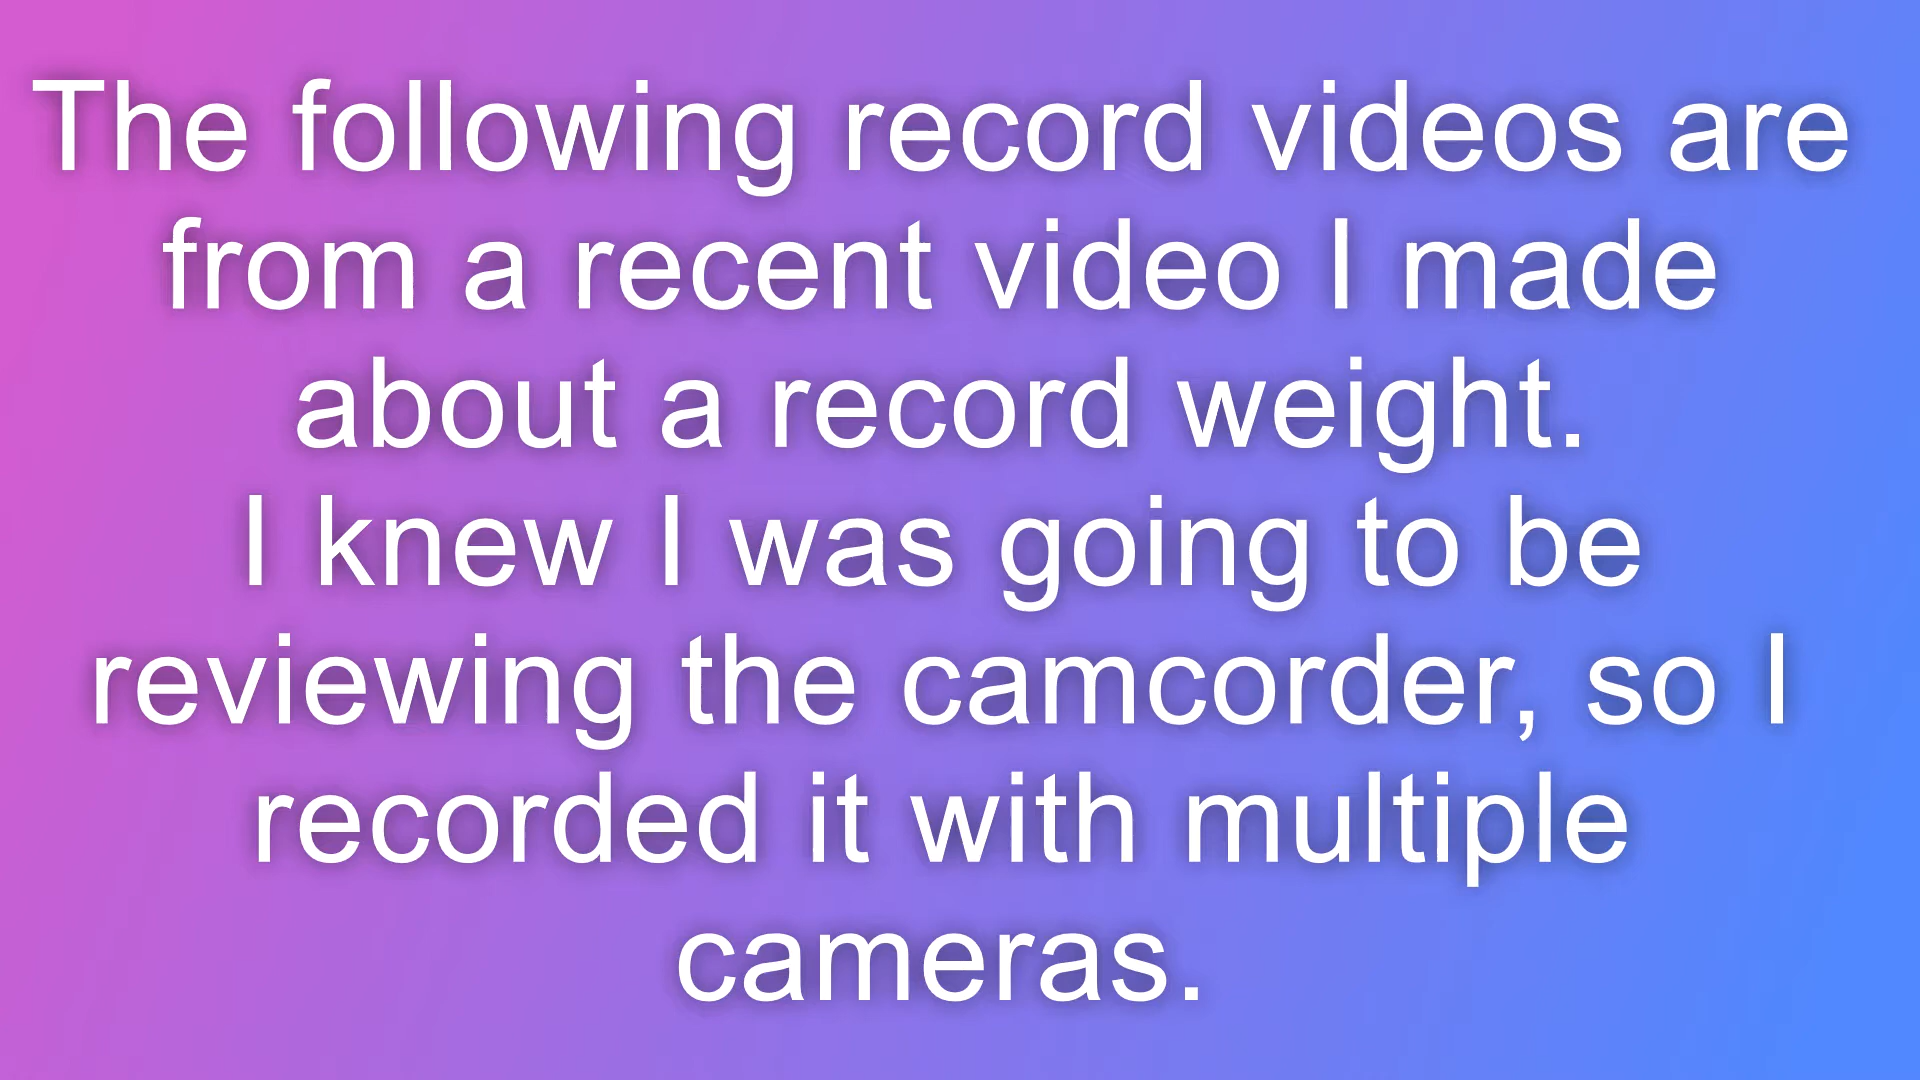 The following record videos are
from a recent video I made
about a record weight.
I knew I was going to be
reviewing the camcorder, so I
recorded it with multiple
cameras.